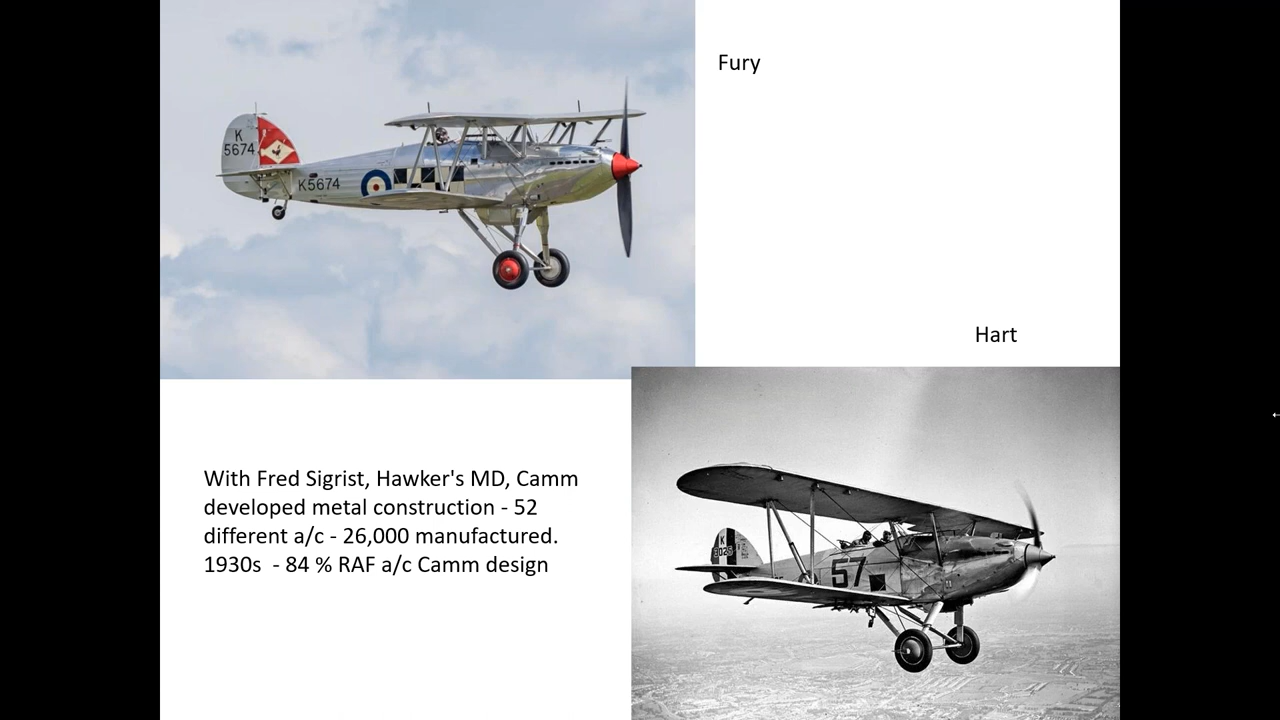 Fury
K
5674
K5674
Hart
With Fred Sigrist, Hawker's MD, Camm
developed metal construction - 52
different a/c - 26,000 manufactured.
1930s  - 84 % RAF a/c Camm design
K
57